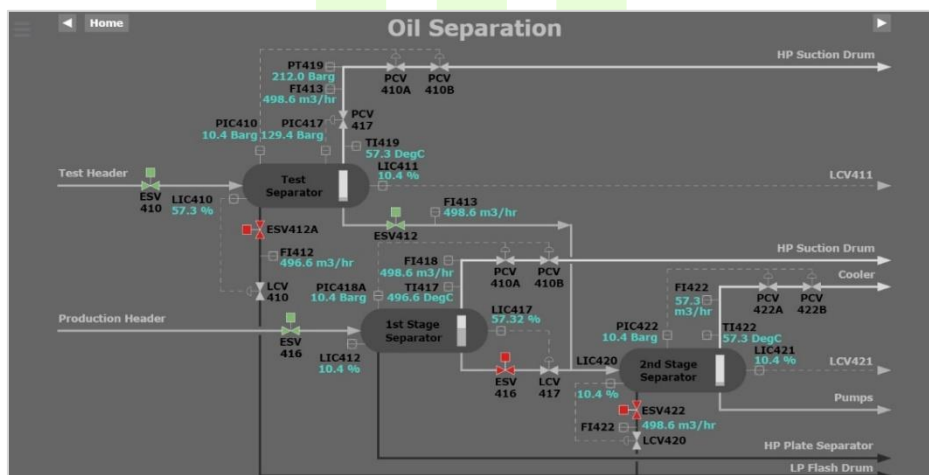 Home
Oil Separation
HP Suction Drum
PT419
212.0 Barg
FI413
498.6 m3/hr
PCV
410A
PCV
410B
PIC410
10.4 Barg
PIC417
129.4 Barg
PCV
417
TI419
57.3 DegC
LIC411
10.4 %
Test Header
Test
Separator
LCV411
ESV
410
LIC410
57.3 %
FI413
498.6 m3/hr
ESV412A
ESV412
FI412
496.6 m3/hr
HP Suction Drum
FI418
498.6 m3/hr
PCV
410A
PCV
410B
Cooler
LCV
410
PIC418A
10.4 Barg
TI417
496.6 DegC
FI422
57.3
m3/hr
PCV
422A
PCV
422B
Production Header
1st Stage
Separator
LIC417
57.32 %
PIC422
10.4 Barg
TI422
57.3 DegC
ESV
416
LIC412
10.4 %
LIC420
10.4 %
2nd Stage
Separator
LIC421
10.4 %
LCV421
ESV
416
LCV
417
Pumps
ESV422
FI422
498.6 m3/hr
LCV420
HP Plate Separator
LP Flash Drum